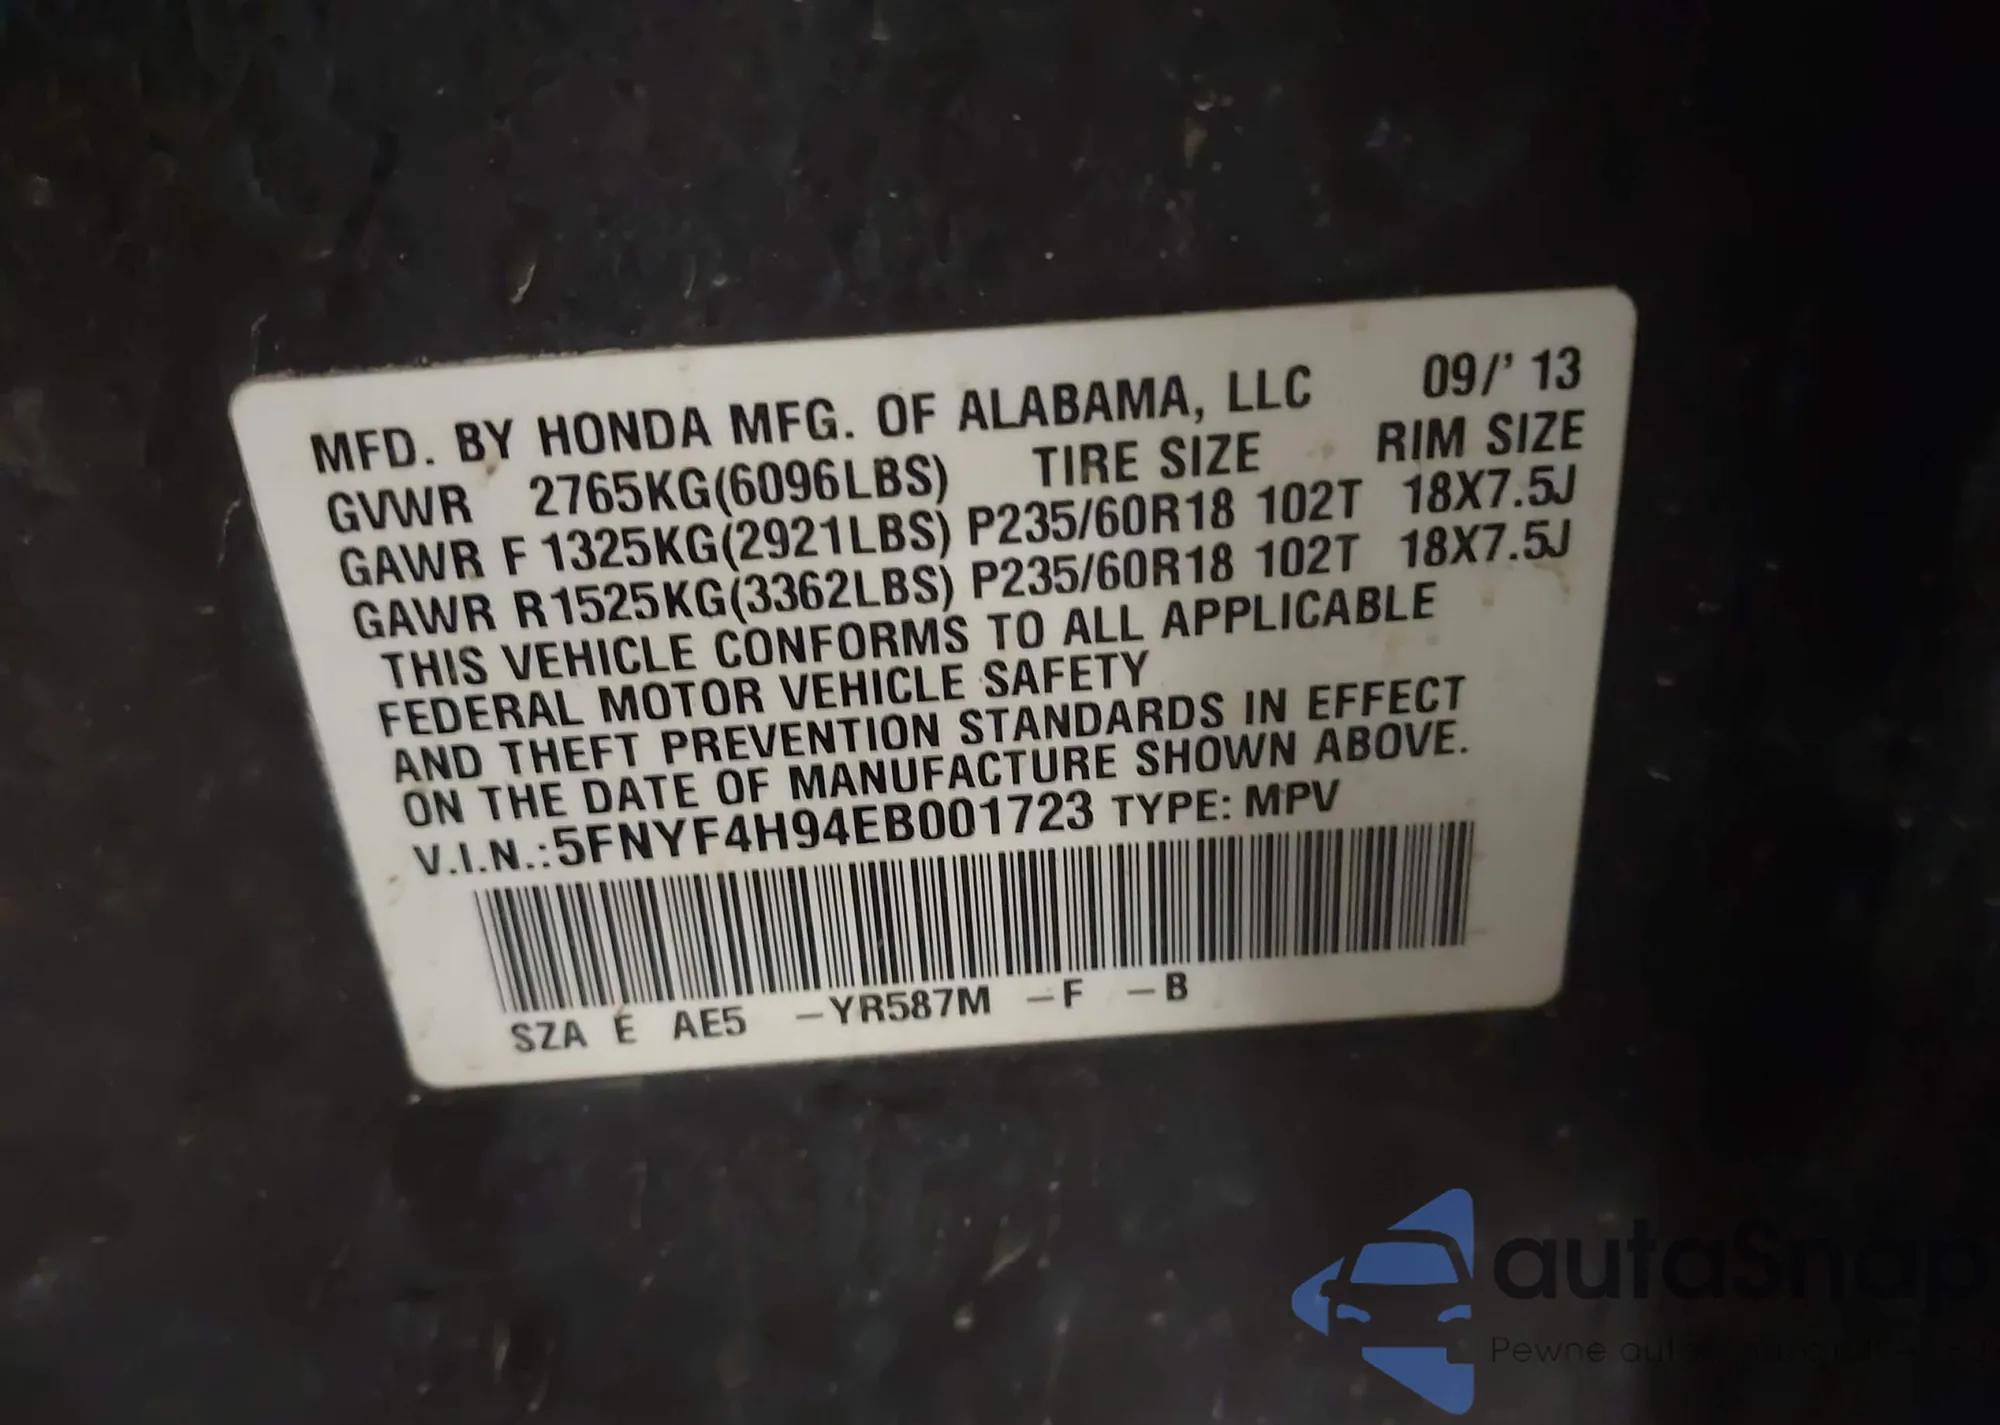 MFD. BY HONDA MFG. OF ALABAMA, LLC 09/' 13
GVWR 2765KG(6096LBS) TIRE SIZE RIM SIZE
GAWR F 1325KG(2921LBS) P235/60R18 102T 18X7.5J
GAWR R1525KG(3362LBS) P235/60R18 102T 18X7.5J
THIS VEHICLE CONFORMS TO ALL APPLICABLE
FEDERAL MOTOR VEHICLE SAFETY
AND THEFT PREVENTION STANDARDS IN EFFECT
ON THE DATE OF MANUFACTURE SHOWN ABOVE.
V.I.N.:5FNYF4H94EB001723 TYPE: MPV
SZA E AE5 –YR587M –F –B
autaSnap
Pewne